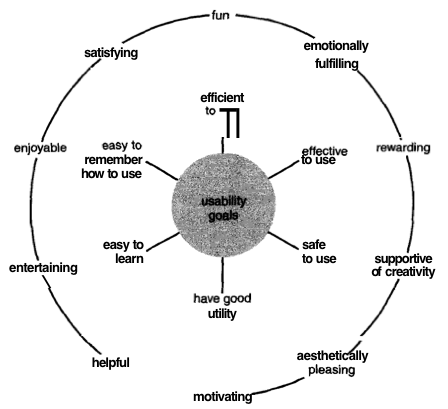 fun
emotionally
fulfilling
satisfying
efficient
to
enjoyable
easy to
remember
how to use
effective
to use
rewarding
usability
goals
easy to
learn
safe
to use
entertaining
supportive
of creativity
have good
utility
helpful
aesthetically
pleasing
motivating